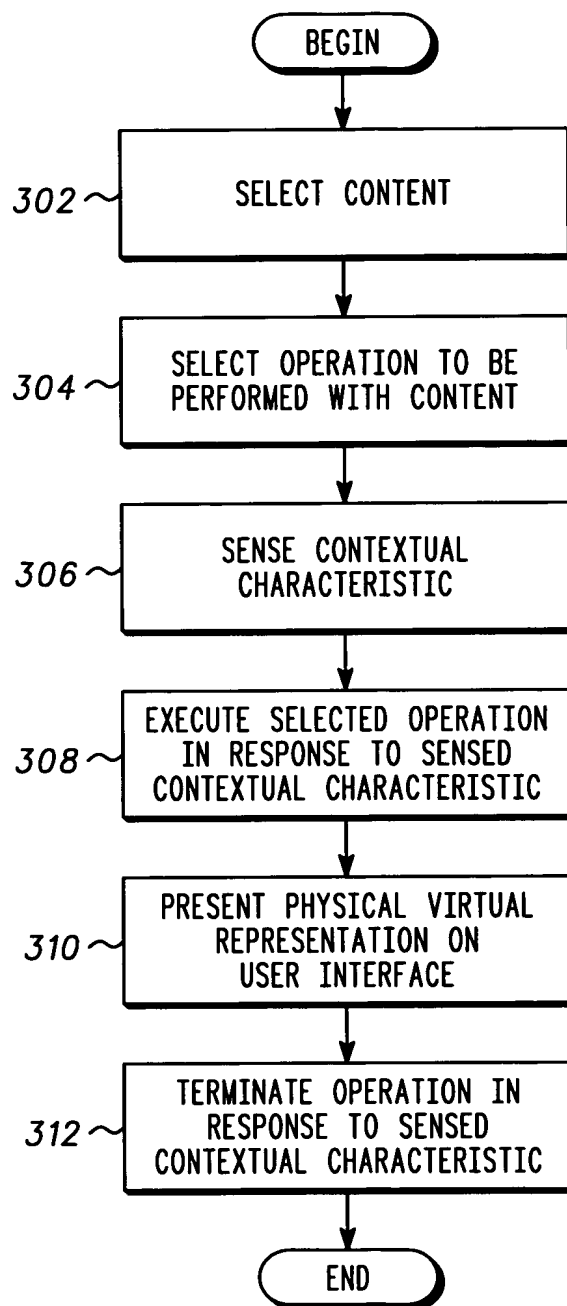 BEGIN
302
SELECT CONTENT
304
SELECT OPERATION TO BE
PERFORMED WITH CONTENT
306
SENSE CONTEXTUAL
CHARACTERISTIC
308
EXECUTE SELECTED OPERATION
IN RESPONSE TO SENSED
CONTEXTUAL CHARACTERISTIC
310
PRESENT PHYSICAL VIRTUAL
REPRESENTATION ON
USER INTERFACE
312
TERMINATE OPERATION IN
RESPONSE TO SENSED
CONTEXTUAL CHARACTERISTIC
END